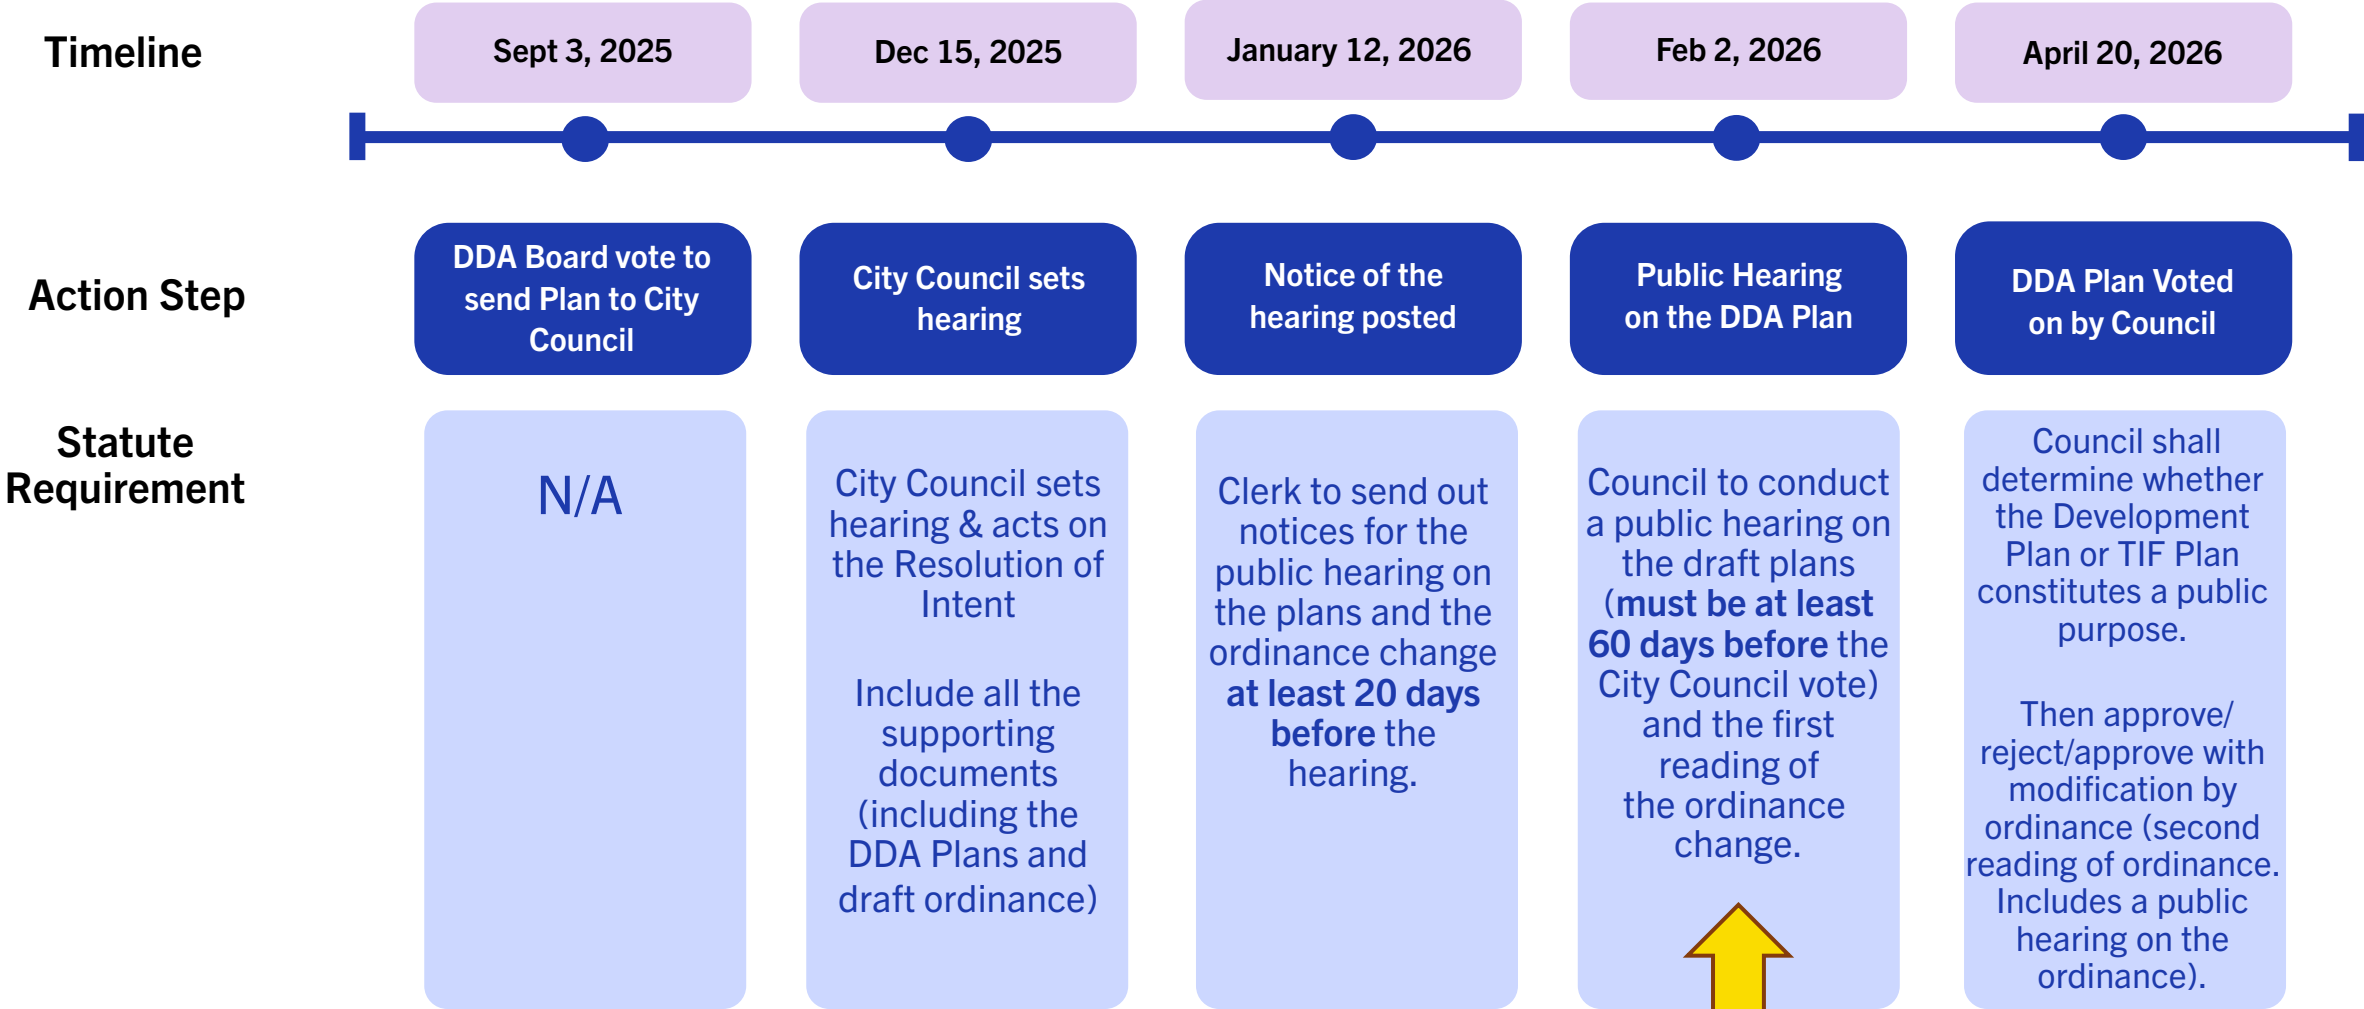 Timeline
Sept 3, 2025
Dec 15, 2025
January 12, 2026
Feb 2, 2026
April 20, 2026
Action Step
DDA Board vote to
send Plan to City
Council
City Council sets
hearing
Notice of the
hearing posted
Public Hearing
on the DDA Plan
DDA Plan Voted
on by Council
Statute
Requirement
N/A
City Council sets
hearing & acts on
the Resolution of
Intent
Include all the
supporting
documents
(including the
DDA Plans and
draft ordinance)
Clerk to send out
notices for the
public hearing on
the plans and the
ordinance change
at least 20 days
before the
hearing.
Council to conduct
a public hearing on
the draft plans
(must be at least
60 days before the
City Council vote)
and the first
reading of
the ordinance
change.
Council shall
determine whether
the Development
Plan or TIF Plan
constitutes a public
purpose.
Then approve/
reject/approve with
modification by
ordinance (second
reading of ordinance.
Includes a public
hearing on the
ordinance).